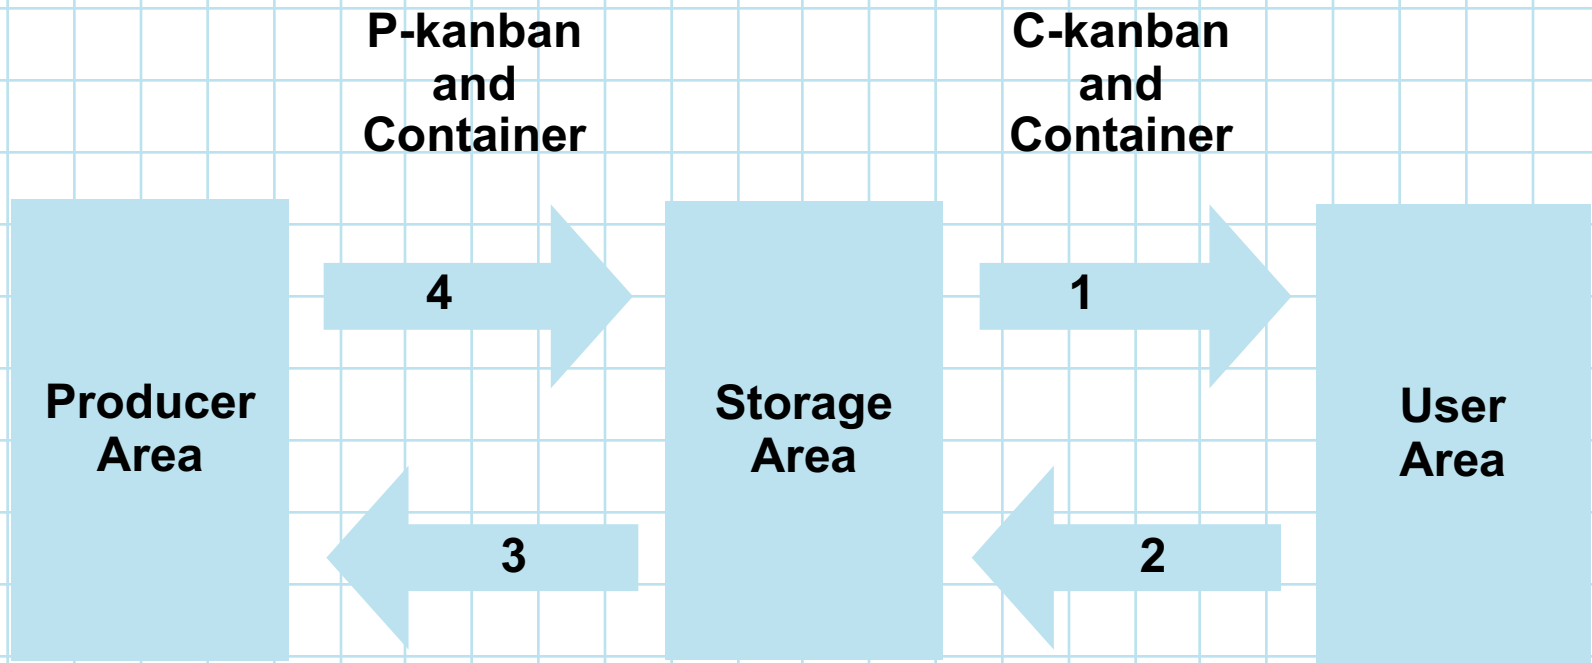 P-kanban
and
Container
C-kanban
and
Container
4
1
Producer
Area
Storage
Area
User
Area
3
2